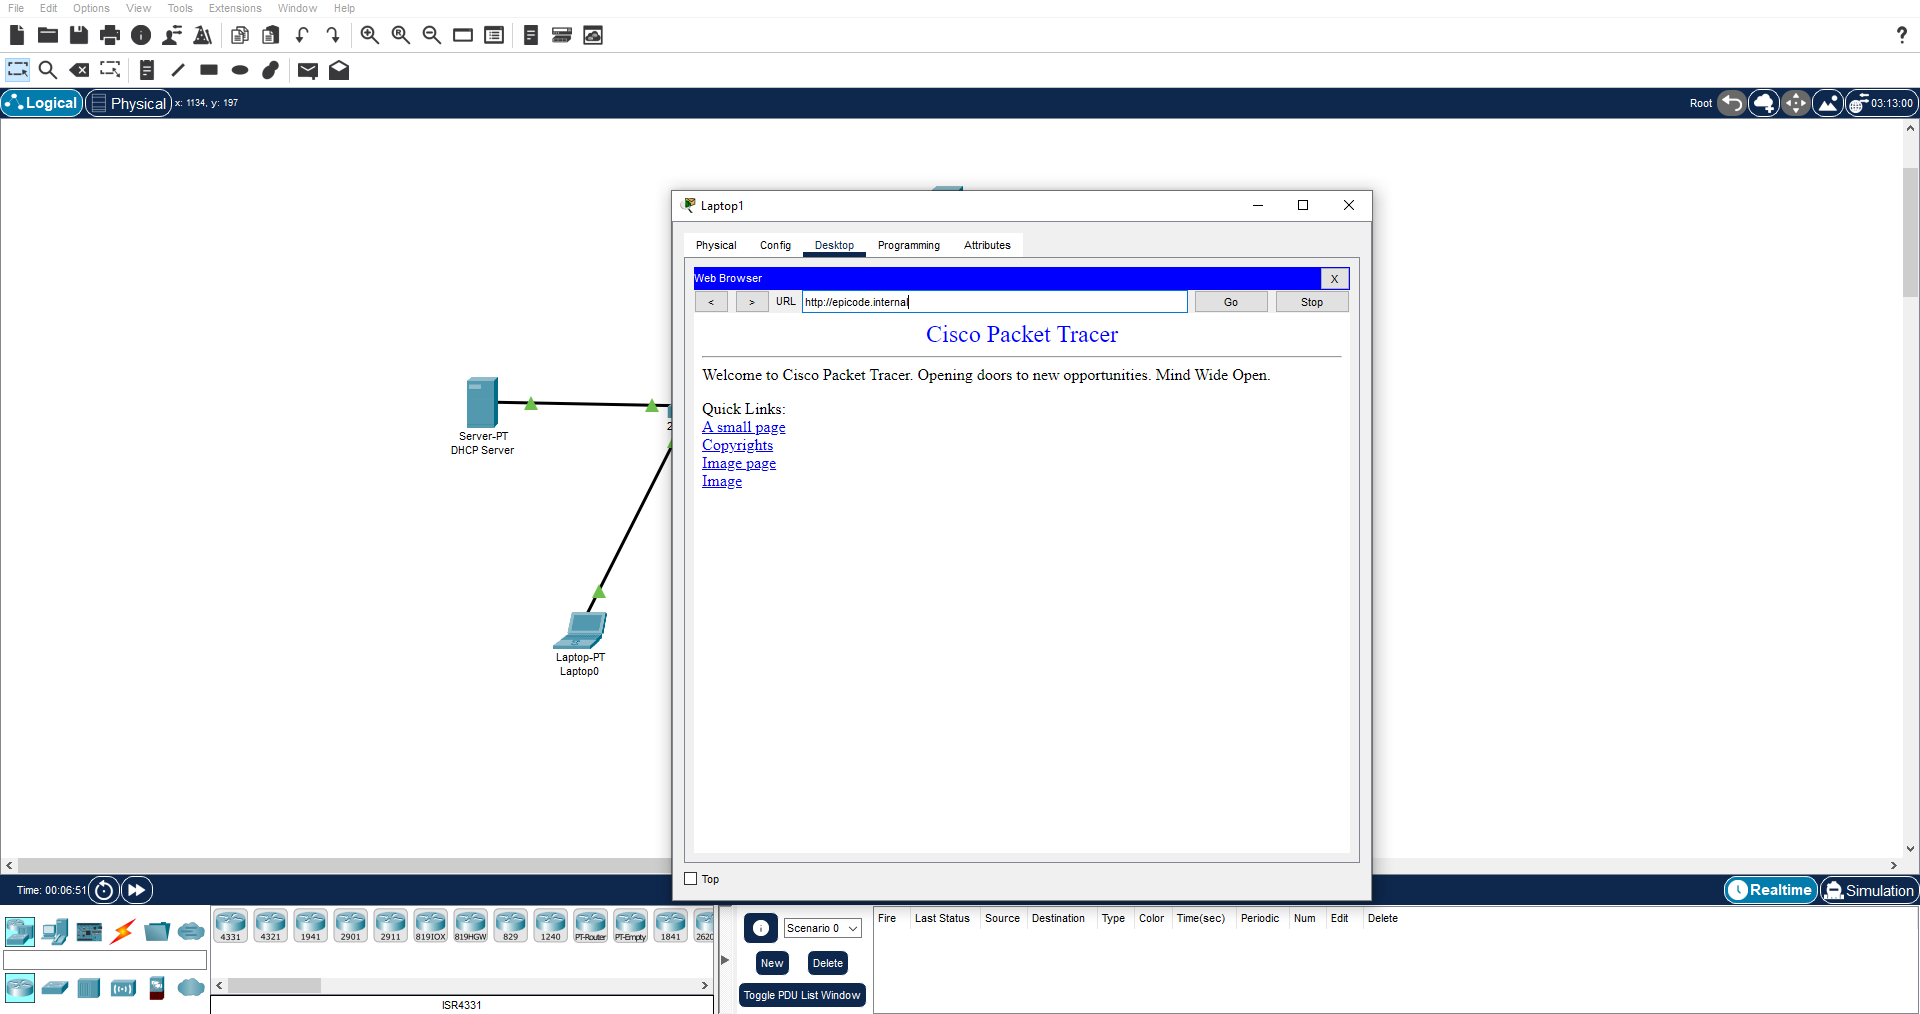 File Edit Options View Tools Extensions Window Help
Logical Physical x: 1134, y: 197 Root 03:13:00
Laptop1
Physical Config Desktop Programming Attributes
Web Browser X
< > URL http://epicode.internal Go Stop
Cisco Packet Tracer
Welcome to Cisco Packet Tracer. Opening doors to new opportunities. Mind Wide Open.
Quick Links:
A small page
Copyrights
Image page
Image
Server-PT
DHCP Server
2
Laptop-PT
Laptop0
Top
Time: 00:06:51 Realtime Simulation
4331 4321 1941 2901 2911 819IOX 819HGW 829 1240 PT-Router PT-Empty 1841 2620
ISR4331
Scenario 0
New Delete
Toggle PDU List Window
Fire Last Status Source Destination Type Color Time(sec) Periodic Num Edit Delete